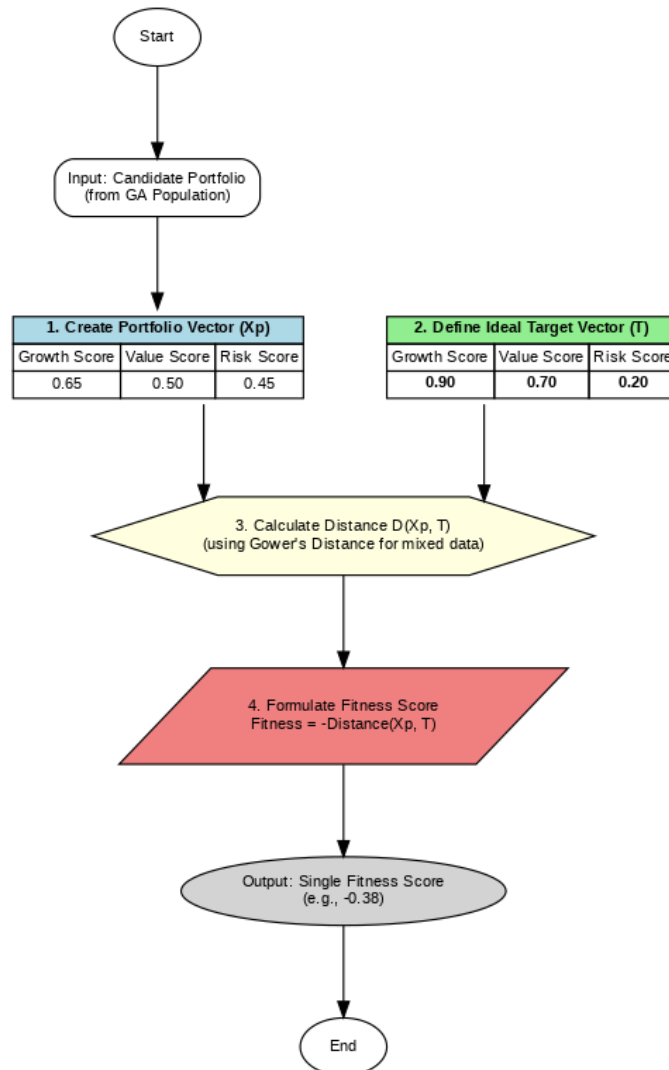 Start
Input: Candidate Portfolio
(from GA Population)
1. Create Portfolio Vector (Xp)
Growth Score Value Score Risk Score
0.65 0.50 0.45
2. Define Ideal Target Vector (T)
Growth Score Value Score Risk Score
0.90 0.70 0.20
3. Calculate Distance D(Xp, T)
(using Gower's Distance for mixed data)
4. Formulate Fitness Score
Fitness = -Distance(Xp, T)
Output: Single Fitness Score
(e.g., -0.38)
End